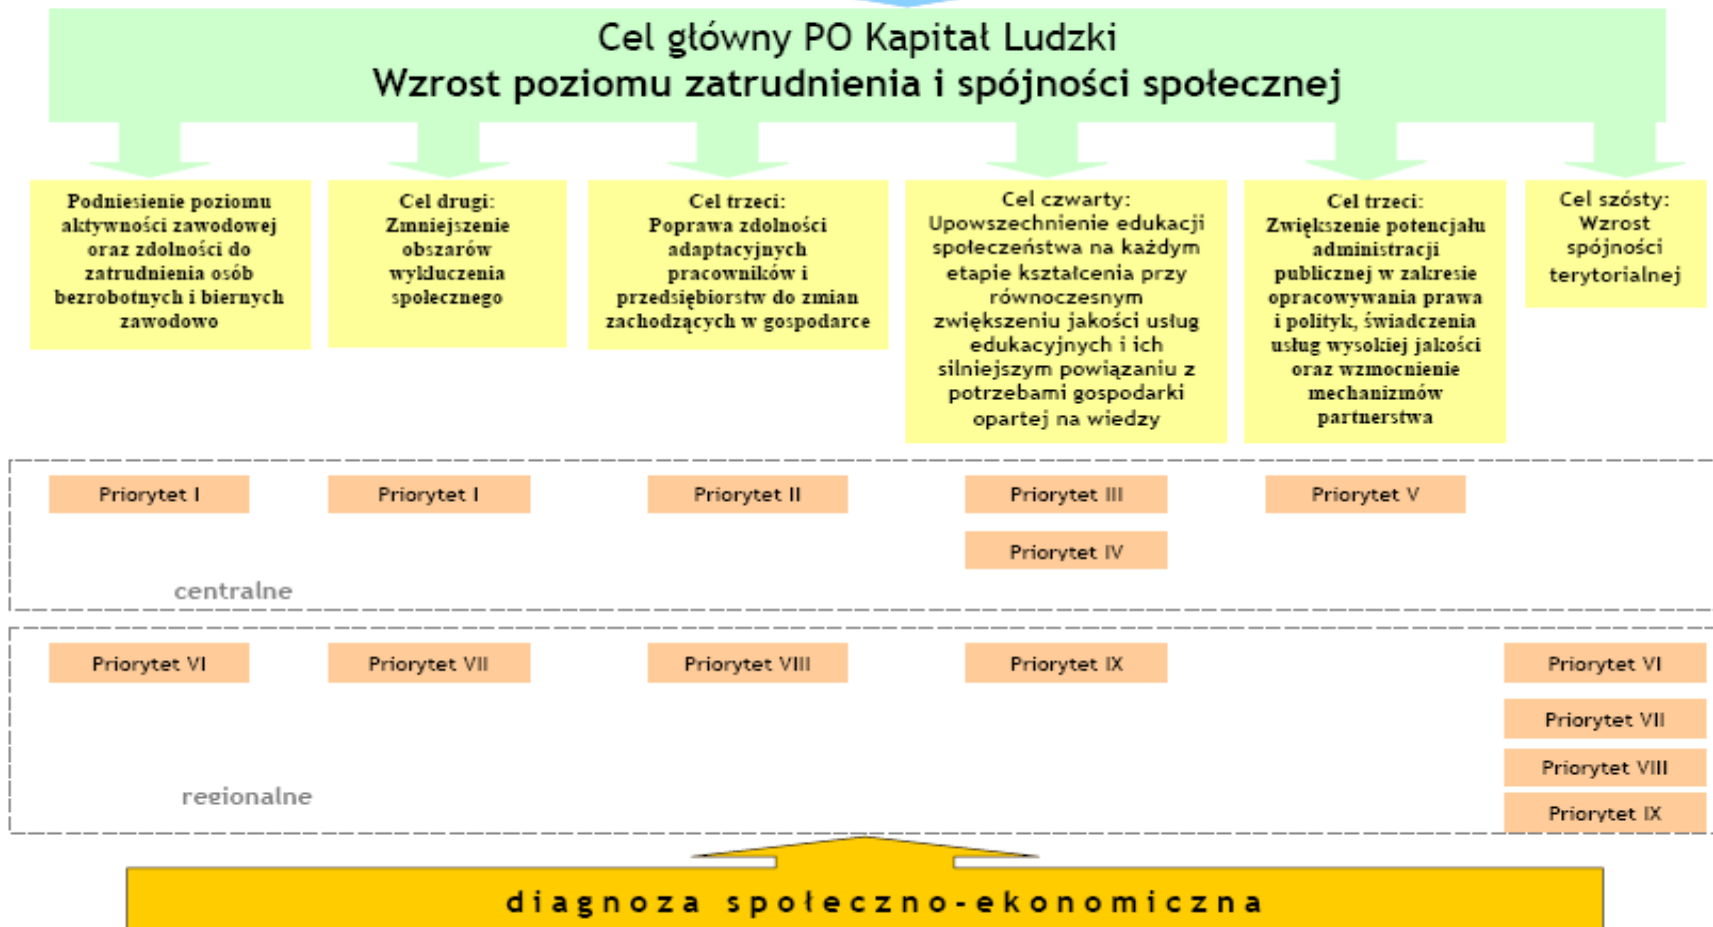 Cel główny PO Kapitał Ludzki
Wzrost poziomu zatrudnienia i spójności społecznej
Podniesienie poziomu
aktywności zawodowej
oraz zdolności do
zatrudnienia osób
bezrobotnych i biernych
zawodowo
Cel drugi:
Zmniejszenie
obszarów
wykluczenia
społecznego
Cel trzeci:
Poprawa zdolności
adaptacyjnych
pracowników i
przedsiębiorstw do zmian
zachodzących w gospodarce
Cel czwarty:
Upowszechnienie edukacji
społeczeństwa na każdym
etapie kształcenia przy
równoczesnym
zwiększeniu jakości usług
edukacyjnych i ich
silniejszym powiązaniu z
potrzebami gospodarki
opartej na wiedzy
Cel trzeci:
Zwiększenie potencjału
administracji
publicznej w zakresie
opracowywania prawa
i polityk, świadczenia
usług wysokiej jakości
oraz wzmocnienie
mechanizmów
partnerstwa
Cel szósty:
Wzrost
spójności
terytorialnej
Priorytet I
Priorytet I
Priorytet II
Priorytet III
Priorytet V
Priorytet IV
centralne
Priorytet VI
Priorytet VII
Priorytet VIII
Priorytet IX
Priorytet VI
Priorytet VII
Priorytet VIII
regionalne
Priorytet IX
diagnoza społeczno-ekonomiczna